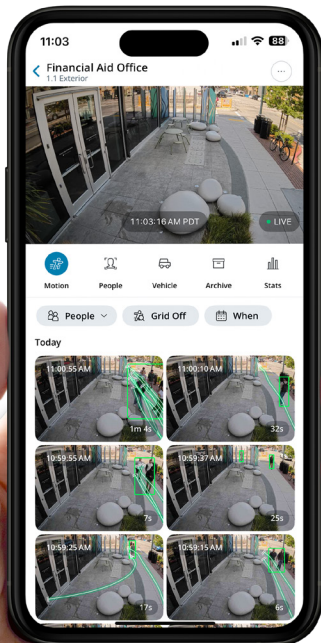 11:03
88
Financial Aid Office
1.1 Exterior
11:03:16 AM PDT
LIVE
Motion
People
Vehicle
Archive
Stats
People
Grid Off
When
Today
11:00:55 AM
1m 4s
11:00:10 AM
32s
10:59:55 AM
7s
10:59:37 AM
25s
10:59:25 AM
17s
10:59:15 AM
6s